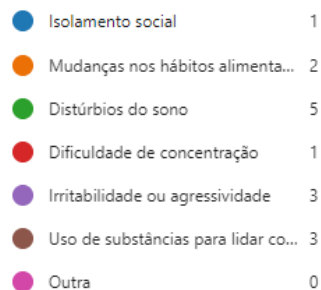 Isolamento social 1
Mudanças nos hábitos alimenta... 2
Distúrbios do sono 5
Dificuldade de concentração 1
Irritabilidade ou agressividade 3
Uso de substâncias para lidar co... 3
Outra 0